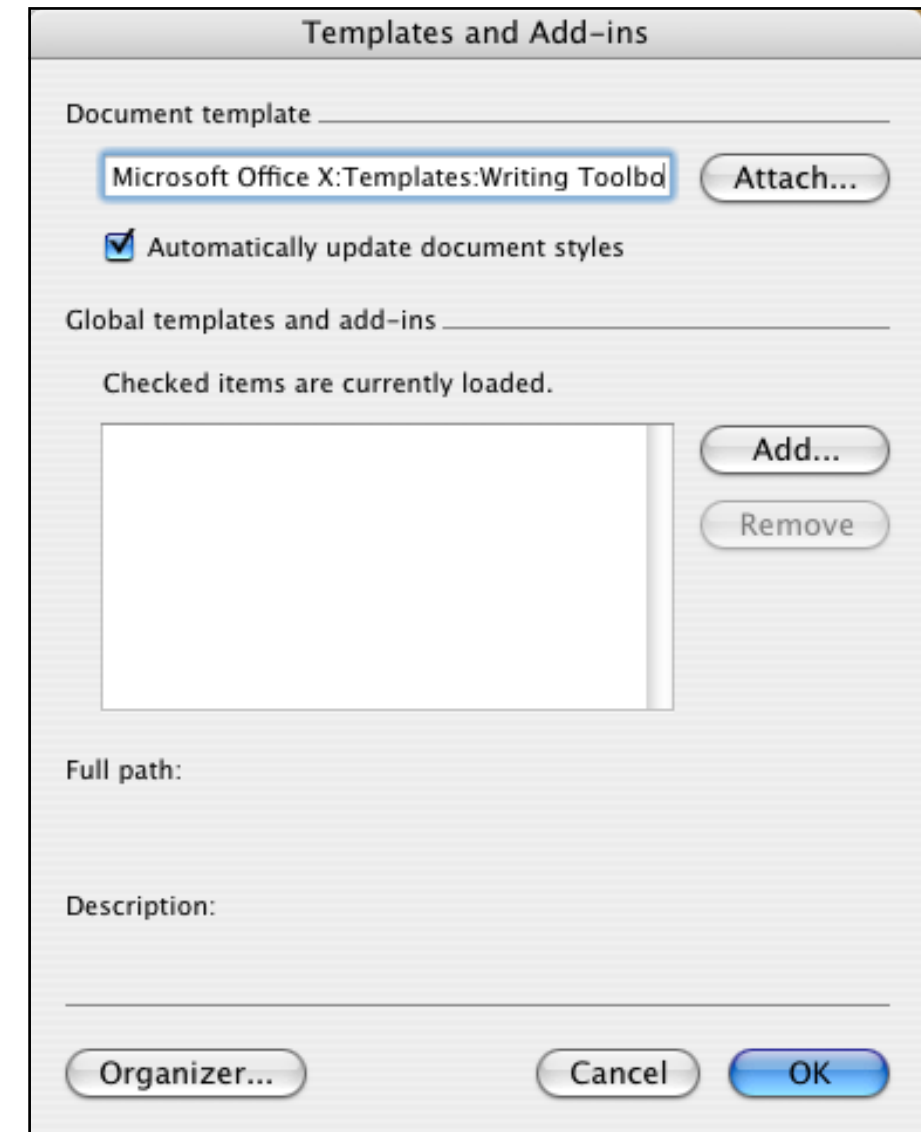 Templates and Add-ins
Document template
Microsoft Office X:Templates:Writing Toolbo
Attach...
Automatically update document styles
Global templates and add-ins
Checked items are currently loaded.
Add...
Remove
Full path:
Description:
Organizer...
Cancel
OK